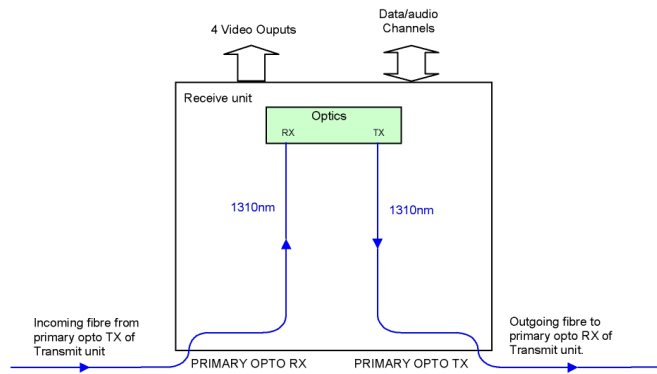 4 Video Ouputs
Data/audio
Channels
Receive unit
Optics
RX
TX
1310nm
1310nm
Incoming fibre from
primary opto TX of
Transmit unit
Outgoing fibre to
primary opto RX of
Transmit unit.
PRIMARY OPTO RX
PRIMARY OPTO TX